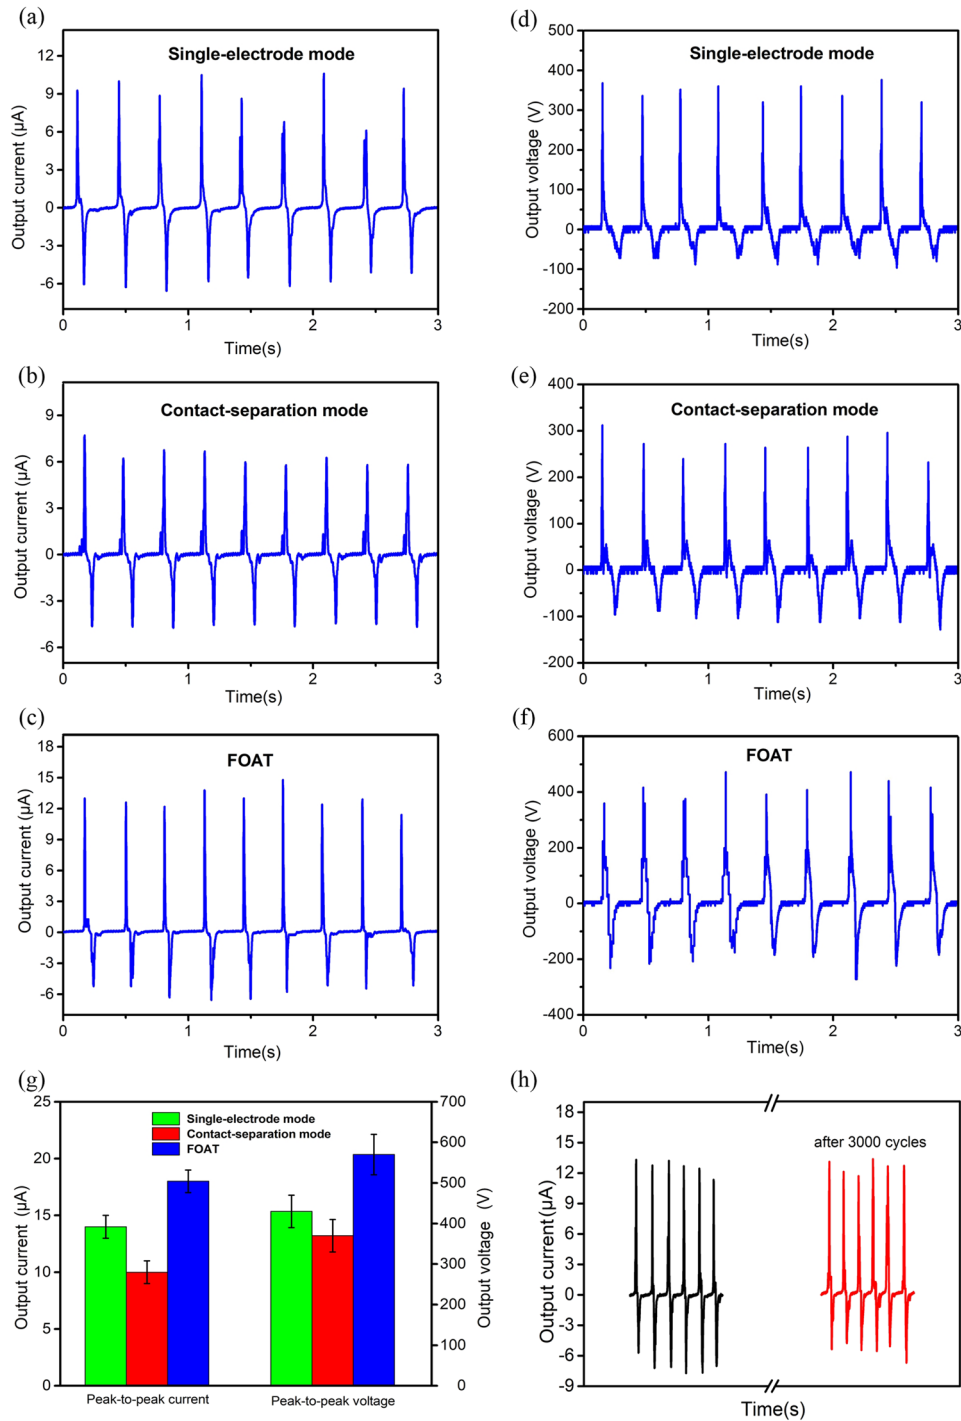 (a)
Single-electrode mode
Output current (μA)
12
9
6
3
0
-3
-6
0 1 2 3
Time(s)
(d)
Single-electrode mode
Output voltage (V)
500
400
300
200
100
0
-100
-200
0 1 2 3
Time(s)
(b)
Contact-separation mode
Output current (μA)
9
6
3
0
-3
-6
0 1 2 3
Time(s)
(e)
Contact-separation mode
Output voltage (V)
400
300
200
100
0
-100
-200
0 1 2 3
Time(s)
(c)
FOAT
Output current (μA)
18
15
12
9
6
3
0
-3
-6
0 1 2 3
Time(s)
(f)
FOAT
Output voltage (V)
600
400
200
0
-200
-400
0 1 2 3
Time(s)
(g)
Single-electrode mode
Contact-separation mode
FOAT
Output current (μA)
25
20
15
10
5
0
Output voltage (V)
700
600
500
400
300
200
100
0
Peak-to-peak current
Peak-to-peak voltage
(h)
after 3000 cycles
Output current(μA)
18
15
12
9
6
3
0
-3
-6
-9
Time(s)